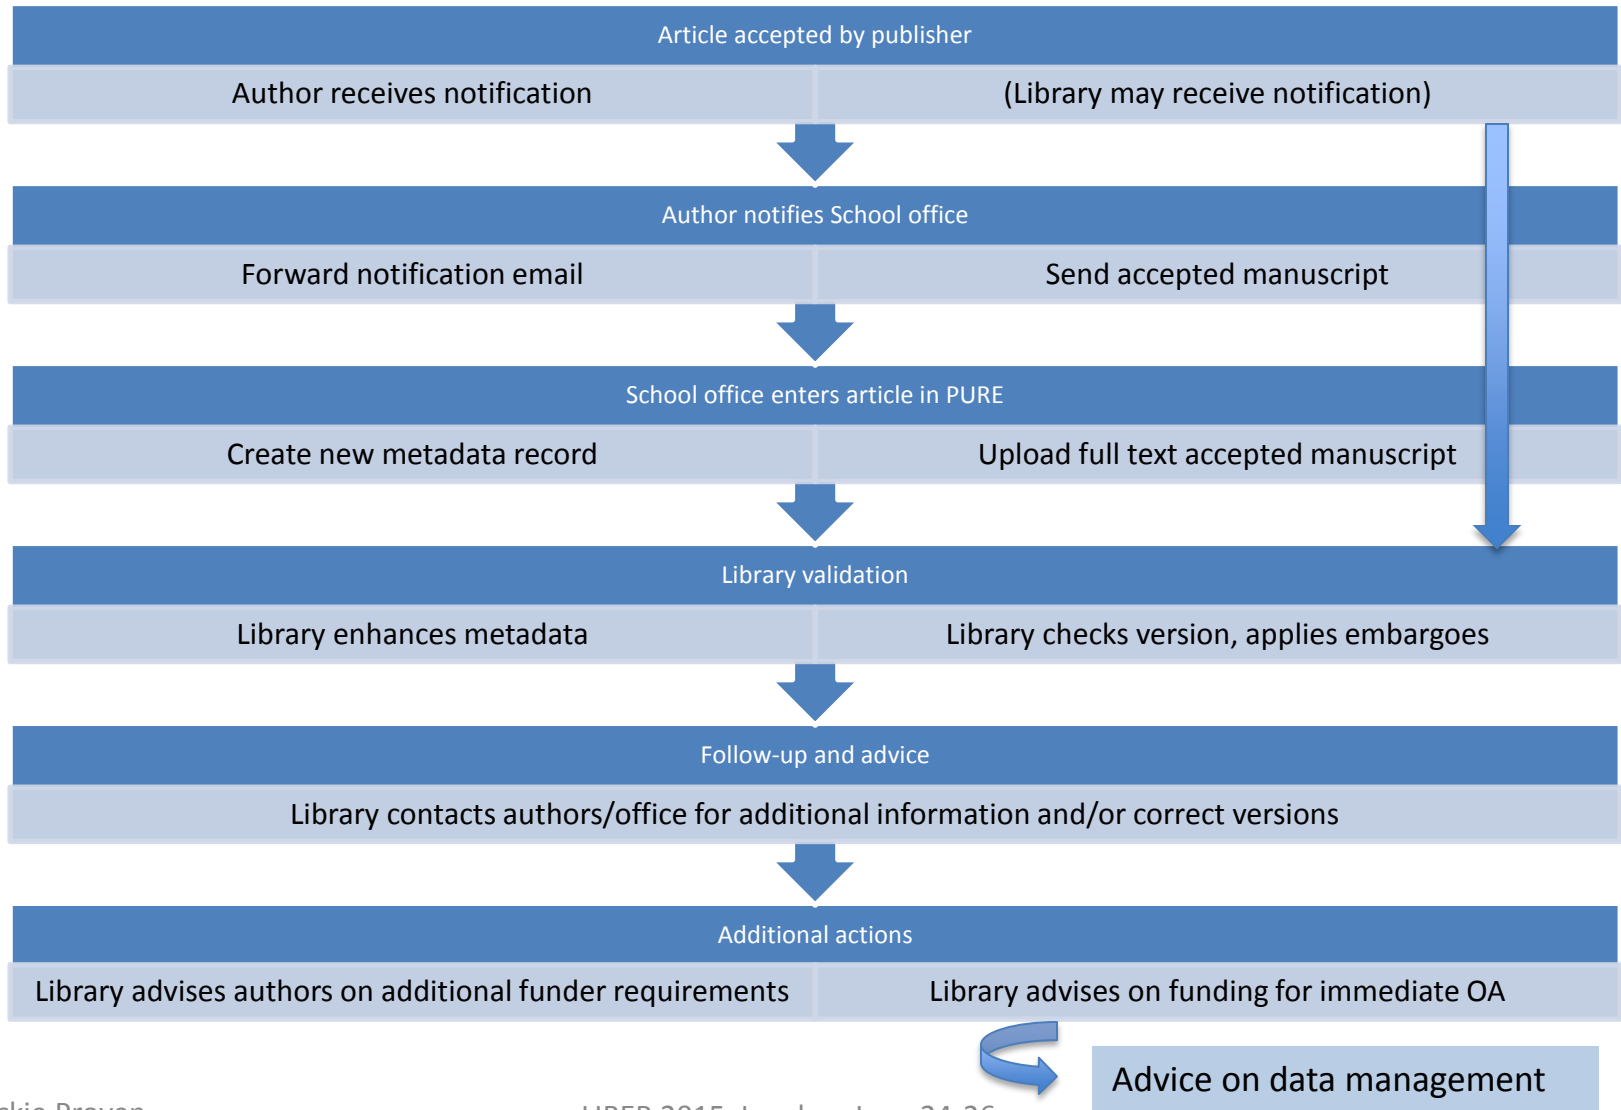 Article accepted by publisher
Author receives notification
(Library may receive notification)
Author notifies School office
Forward notification email
Send accepted manuscript
School office enters article in PURE
Create new metadata record
Upload full text accepted manuscript
Library validation
Library enhances metadata
Library checks version, applies embargoes
Follow-up and advice
Library contacts authors/office for additional information and/or correct versions
Additional actions
Library advises authors on additional funder requirements
Library advises on funding for immediate OA
Advice on data management